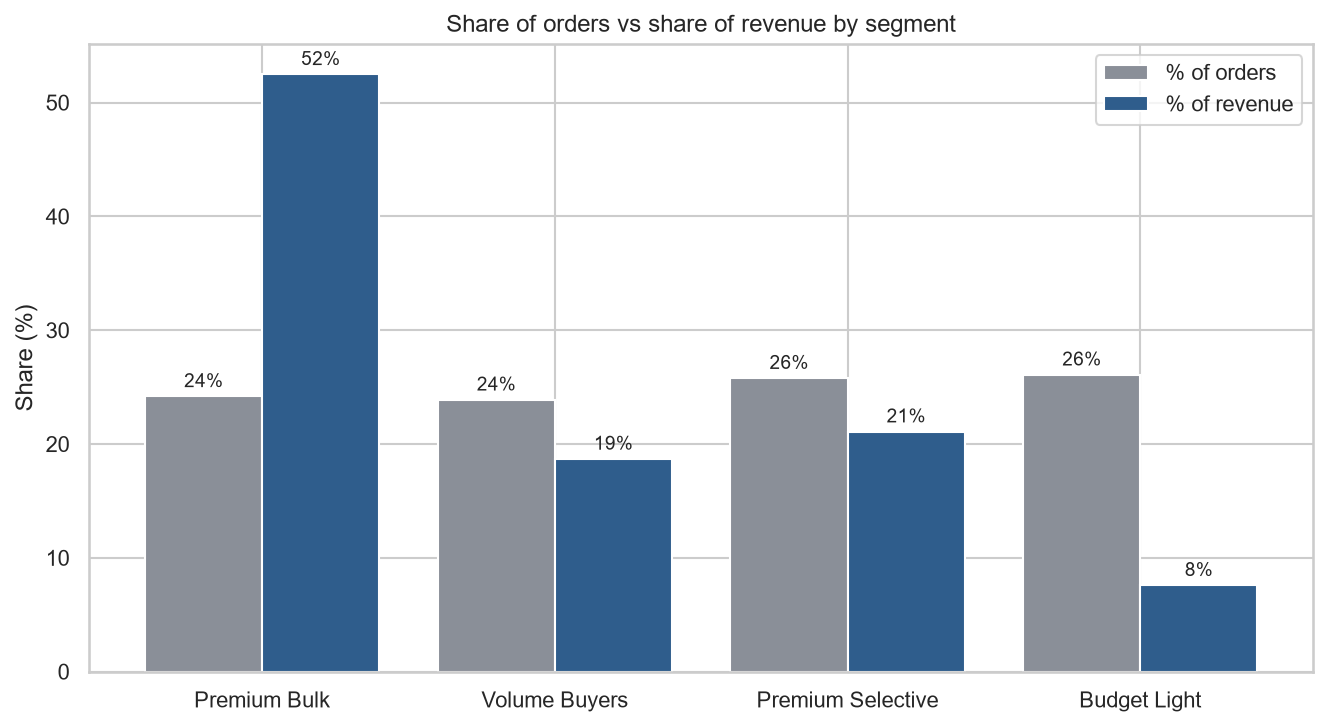 Share of orders vs share of revenue by segment
% of orders
% of revenue
Share (%)
50
40
30
20
10
0
52%
24%
24%
19%
26%
21%
26%
8%
Premium Bulk
Volume Buyers
Premium Selective
Budget Light